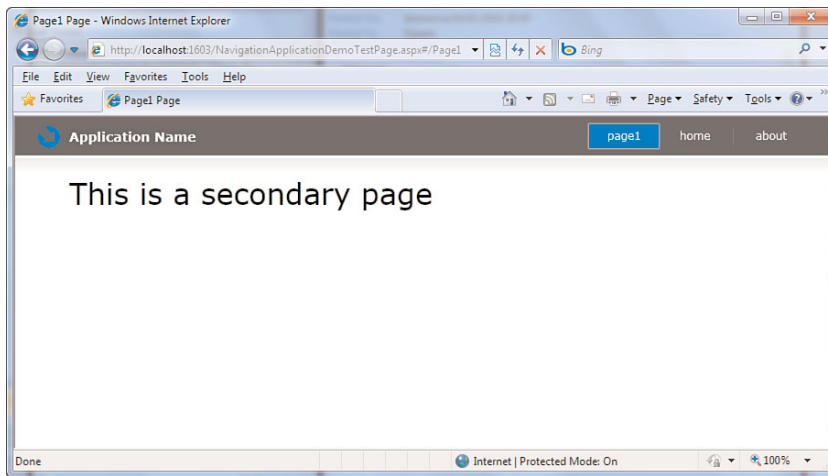 Page1 Page - Windows Internet Explorer
http://localhost:1603/NavigationApplicationDemoTestPage.aspx#/Page1
Bing
File Edit View Favorites Tools Help
Favorites Page1 Page Page Safety Tools
Application Name page1 home about
This is a secondary page
Done Internet | Protected Mode: On 100%